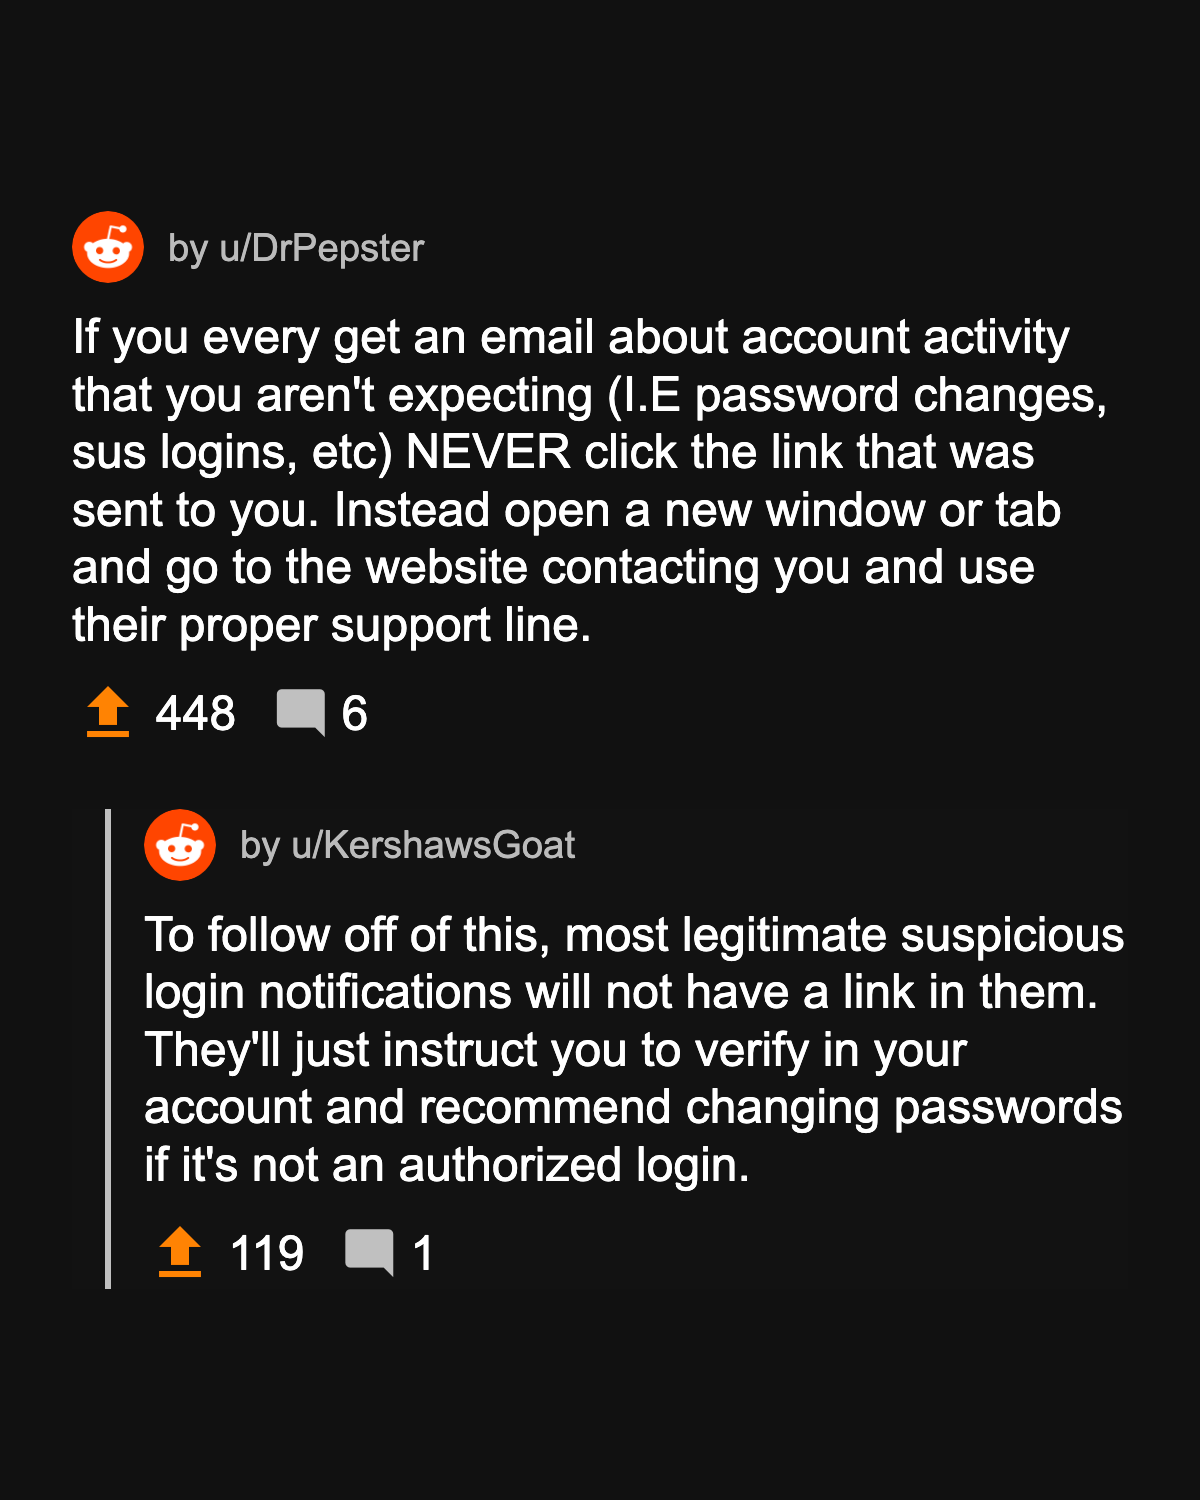 by u/DrPepster
If you every get an email about account activity
that you aren't expecting (I.E password changes,
sus logins, etc) NEVER click the link that was
sent to you. Instead open a new window or tab
and go to the website contacting you and use
their proper support line.
448 6
by u/KershawsGoat
To follow off of this, most legitimate suspicious
login notifications will not have a link in them.
They'll just instruct you to verify in your
account and recommend changing passwords
if it's not an authorized login.
119 1